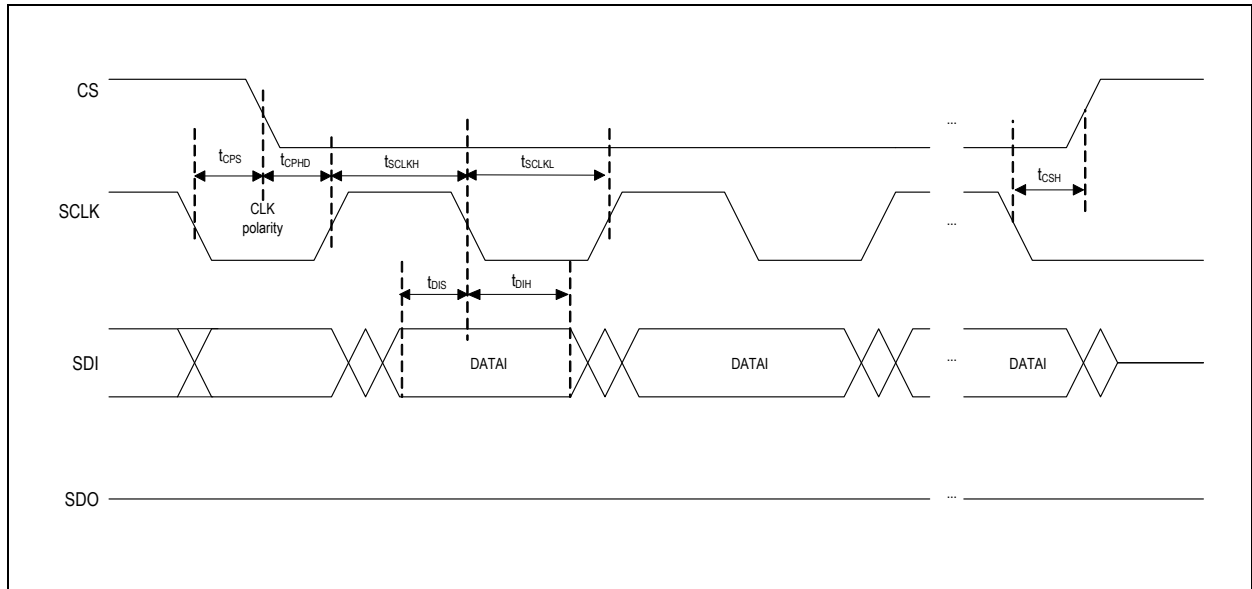 CS
...
tCPS
tCPHD
tSCLKH
tSCLKL
tCSH
SCLK
CLK
polarity
...
tDIS
tDIH
SDI
DATAI
DATAI
...
DATAI
SDO
...